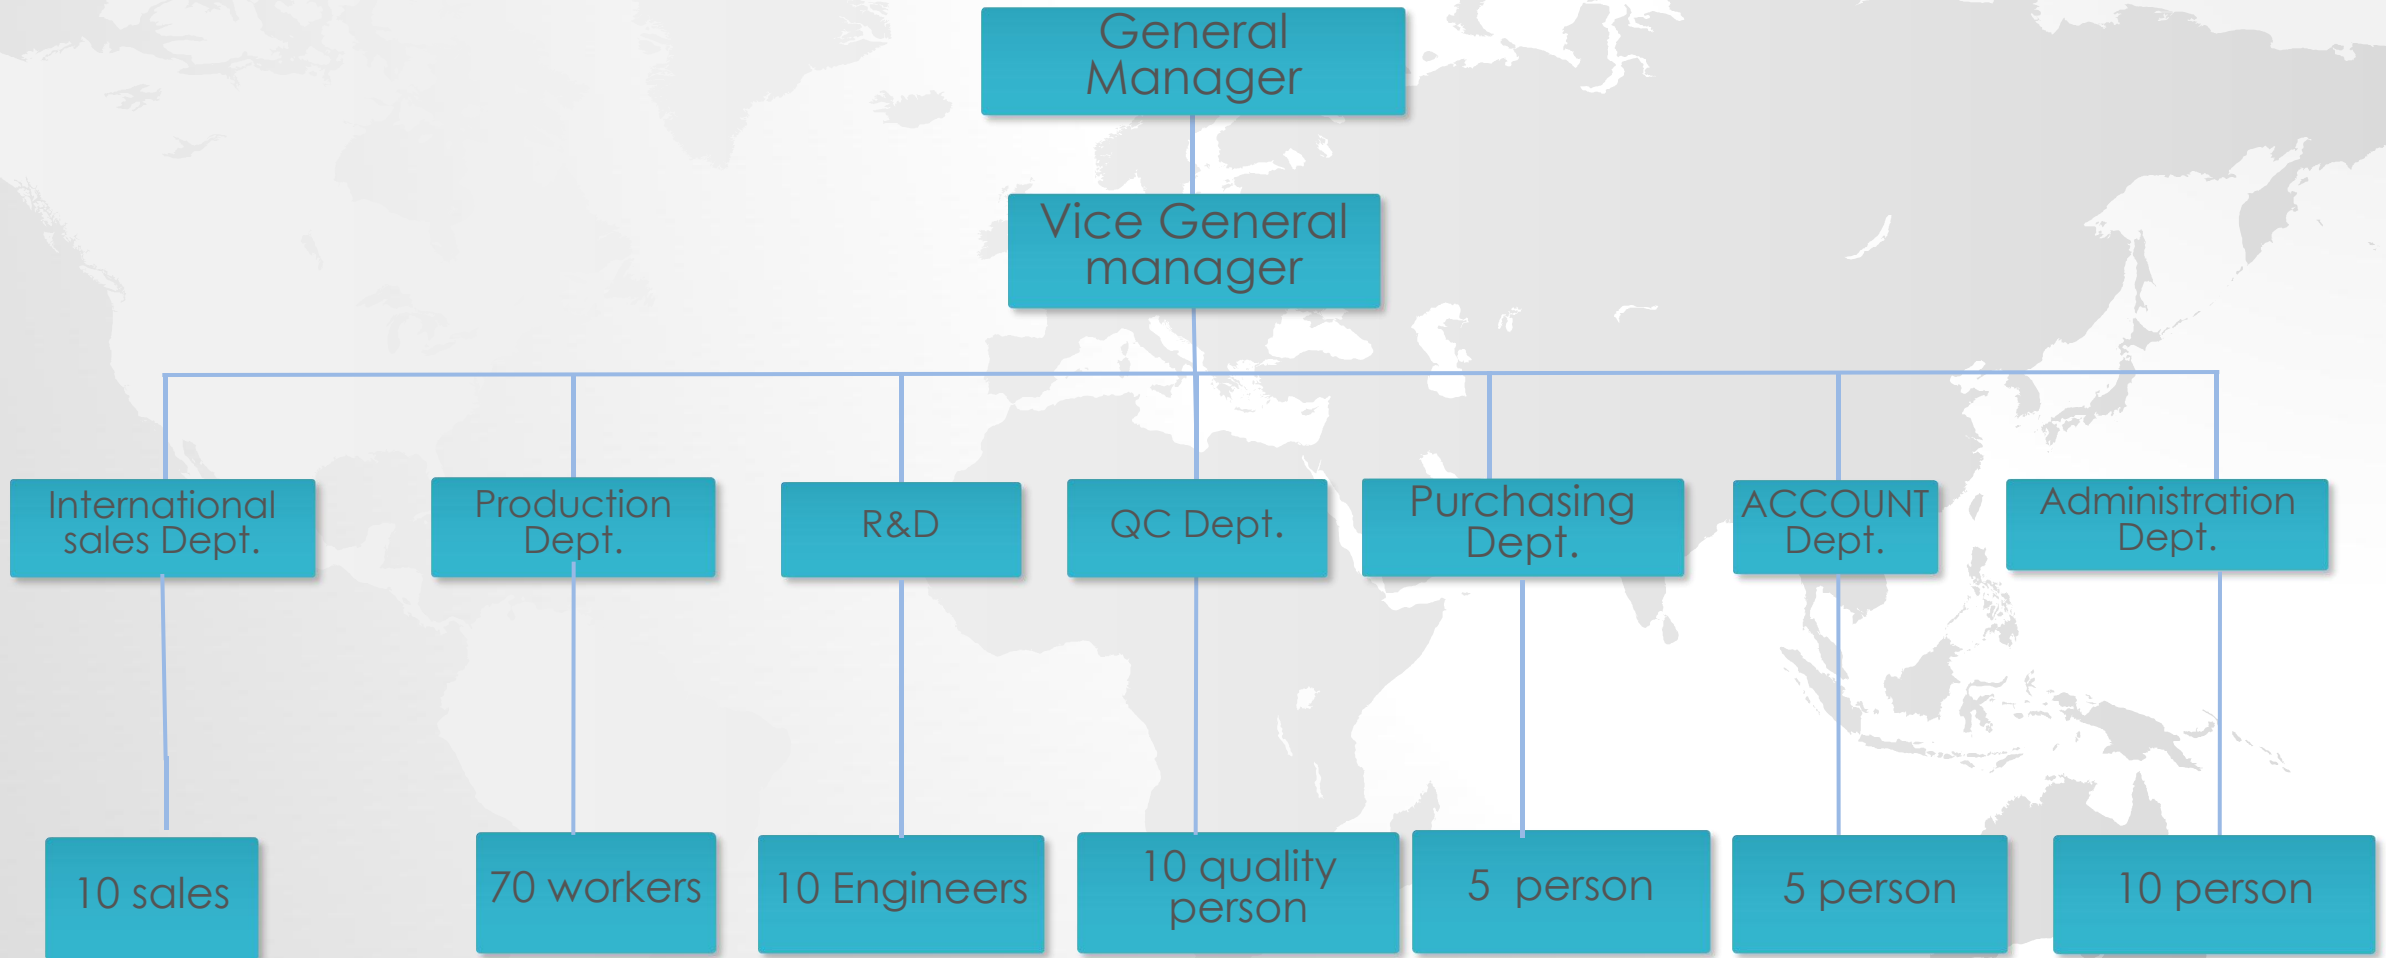 General
Manager
Vice General
manager
International
sales Dept.
Production
Dept.
R&D
QC Dept.
Purchasing
Dept.
ACCOUNT
Dept.
Administration
Dept.
10 sales
70 workers
10 Engineers
10 quality
person
5  person
5 person
10 person